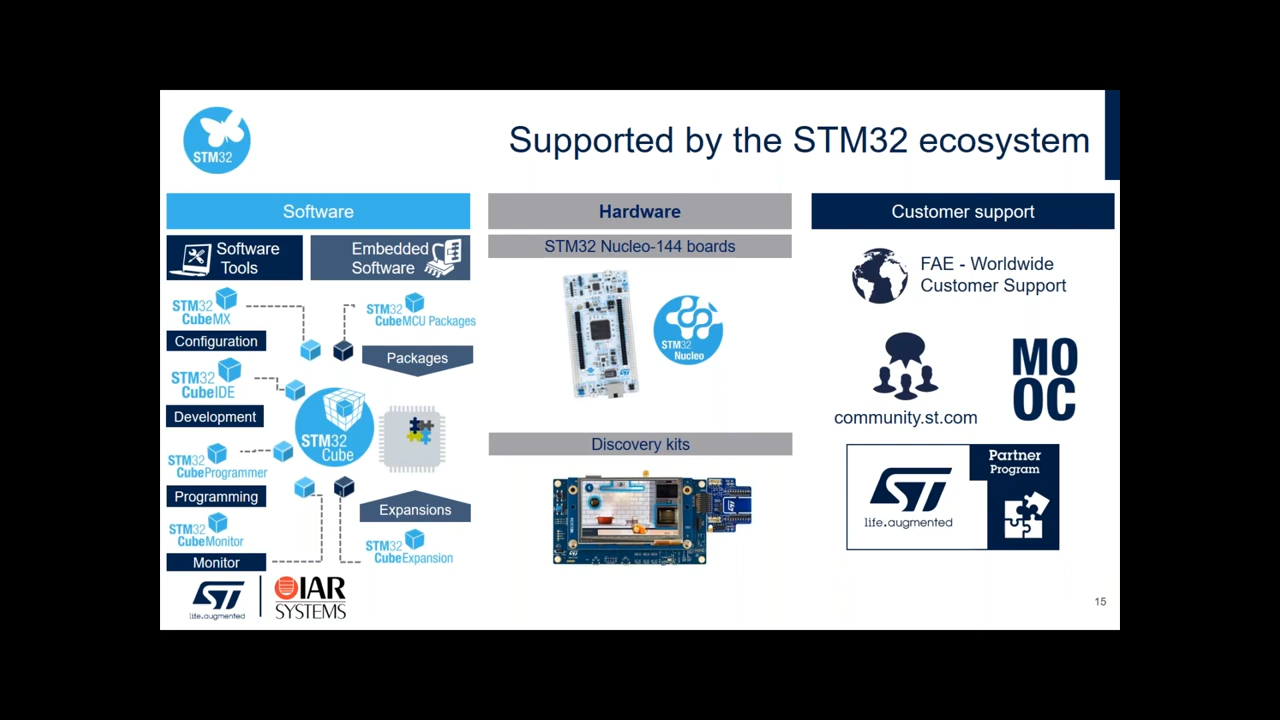 STM32
Supported by the STM32 ecosystem
Software
Software
Tools
Embedded
Software
STM32
CubeMX
Configuration
STM32
CubeIDE
Development
STM32
CubeProgrammer
Programming
STM32
CubeMonitor
Monitor
STM32
CubeMCU Packages
Packages
STM32
Cube
Expansions
STM32
CubeExpansion
ST
life.augmented
IAR
SYSTEMS
Hardware
STM32 Nucleo-144 boards
STM32
Nucleo
Discovery kits
Customer support
FAE - Worldwide
Customer Support
community.st.com
MO
OC
ST
life.augmented
Partner
Program
15